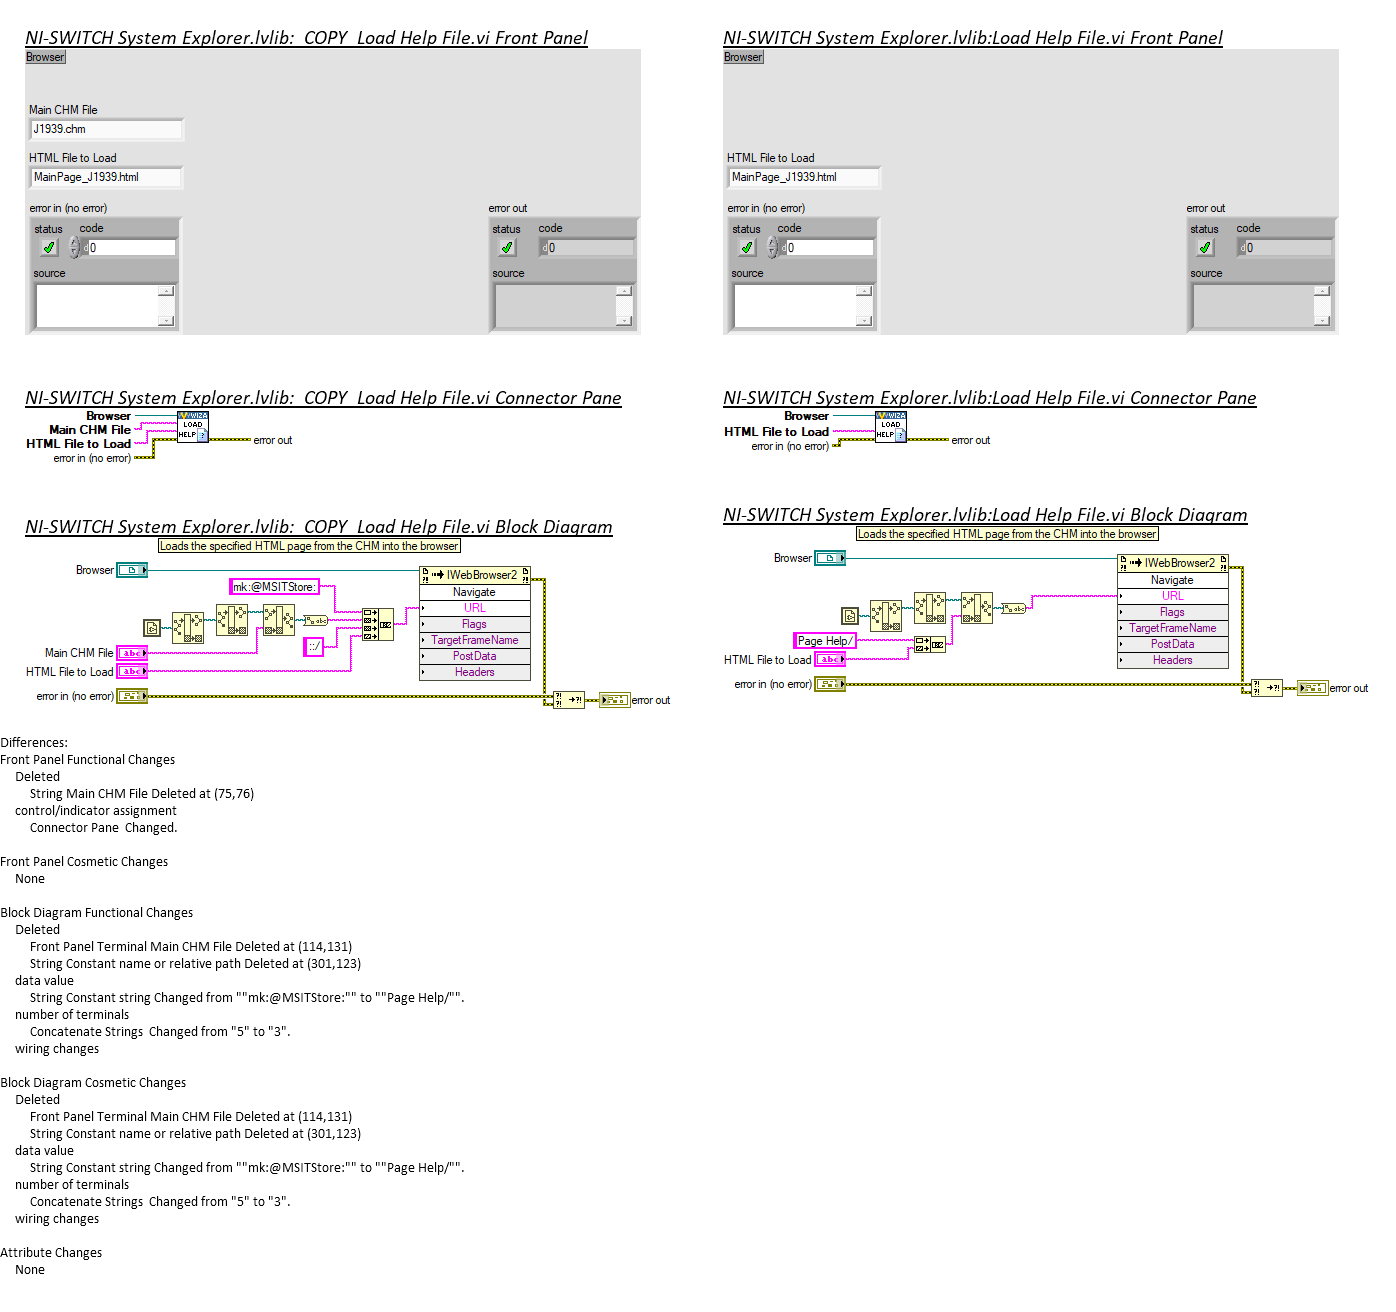 NI-SWITCH System Explorer.lvlib:  COPY  Load Help File.vi Front Panel
Browser
Main CHM File
J1939.chm
HTML File to Load
MainPage_J1939.html
error in (no error)
status code
d 0
source
error out
status code
d 0
source
NI-SWITCH System Explorer.lvlib:Load Help File.vi Front Panel
Browser
HTML File to Load
MainPage_J1939.html
error in (no error)
status code
d 0
source
error out
status code
d 0
source
NI-SWITCH System Explorer.lvlib:  COPY  Load Help File.vi Connector Pane
Browser
Main CHM File
HTML File to Load
error in (no error)
LOAD
HELP ?
error out
NI-SWITCH System Explorer.lvlib:Load Help File.vi Connector Pane
Browser
HTML File to Load
error in (no error)
LOAD
HELP ?
error out
NI-SWITCH System Explorer.lvlib:  COPY  Load Help File.vi Block Diagram
Loads the specified HTML page from the CHM into the browser
Browser
mk:@MSITStore:
::/
Main CHM File abc
HTML File to Load abc
error in (no error)
IWebBrowser2
Navigate
URL
Flags
TargetFrameName
PostData
Headers
error out
NI-SWITCH System Explorer.lvlib:Load Help File.vi Block Diagram
Loads the specified HTML page from the CHM into the browser
Browser
Page Help/
HTML File to Load abc
error in (no error)
IWebBrowser2
Navigate
URL
Flags
TargetFrameName
PostData
Headers
error out
Differences:
Front Panel Functional Changes
Deleted
String Main CHM File Deleted at (75,76)
control/indicator assignment
Connector Pane  Changed.
Front Panel Cosmetic Changes
None
Block Diagram Functional Changes
Deleted
Front Panel Terminal Main CHM File Deleted at (114,131)
String Constant name or relative path Deleted at (301,123)
data value
String Constant string Changed from ""mk:@MSITStore:"" to ""Page Help/"".
number of terminals
Concatenate Strings  Changed from "5" to "3".
wiring changes
Block Diagram Cosmetic Changes
Deleted
Front Panel Terminal Main CHM File Deleted at (114,131)
String Constant name or relative path Deleted at (301,123)
data value
String Constant string Changed from ""mk:@MSITStore:"" to ""Page Help/"".
number of terminals
Concatenate Strings  Changed from "5" to "3".
wiring changes
Attribute Changes
None